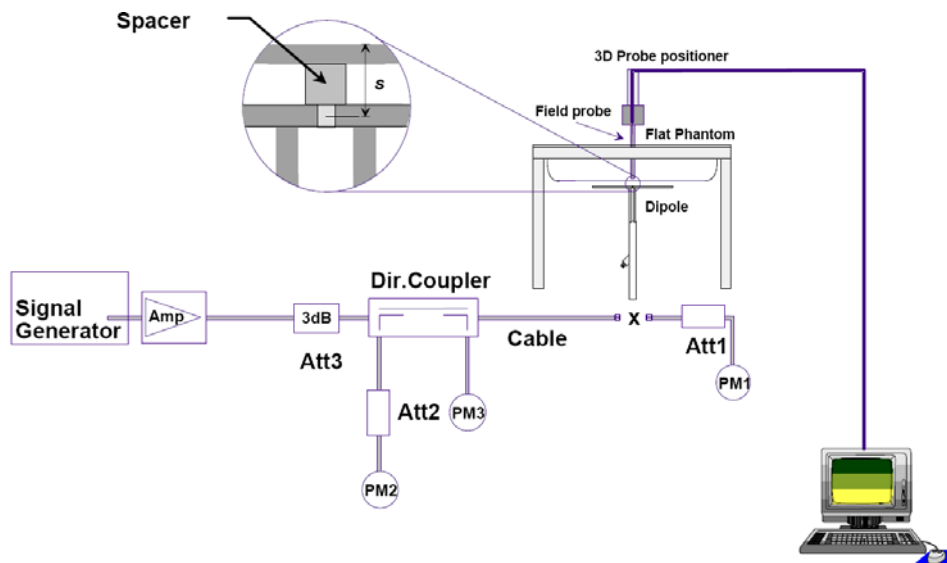 Spacer
s
3D Probe positioner
Field probe
Flat Phantom
Dipole
Signal
Generator
Amp
3dB
Att3
Dir.Coupler
Att2
PM2
PM3
Cable
x
Att1
PM1